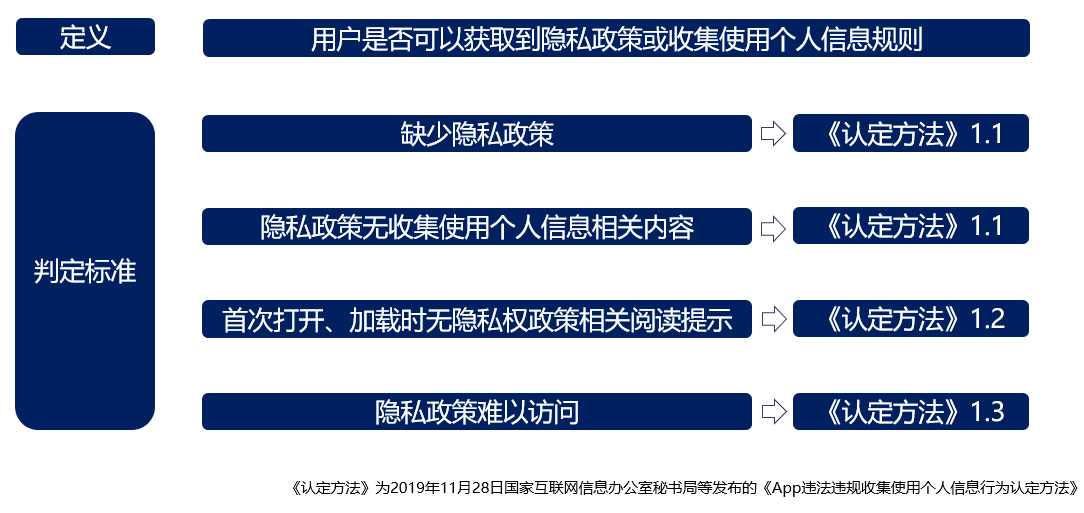 定义
用户是否可以获取到隐私政策或收集使用个人信息规则
判定标准
缺少隐私政策
《认定方法》1.1
隐私政策无收集使用个人信息相关内容
《认定方法》1.1
首次打开、加载时无隐私权政策相关阅读提示
《认定方法》1.2
隐私政策难以访问
《认定方法》1.3
《认定方法》为2019年11月28日国家互联网信息办公室秘书局等发布的《App违法违规收集使用个人信息行为认定方法》